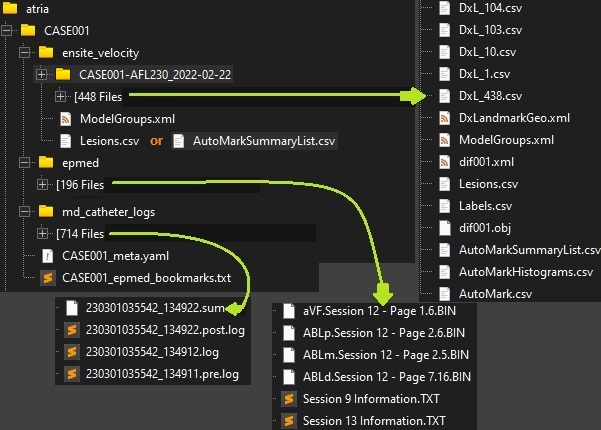 atria
CASE001
ensite_velocity
CASE001-AFL230_2022-02-22
[448 Files
ModelGroups.xml
Lesions.csv or AutoMarkSummaryList.csv
epmed
[196 Files
md_catheter_logs
[714 Files
CASE001_meta.yaml
CASE001_epmed_bookmarks.txt
230301035542_134922.sum
230301035542_134922.post.log
230301035542_134912.log
230301035542_134911.pre.log
aVF.Session 12 - Page 1.6.BIN
ABLp.Session 12 - Page 2.6.BIN
ABLm.Session 12 - Page 2.5.BIN
ABLd.Session 12 - Page 7.16.BIN
Session 9 Information.TXT
Session 13 Information.TXT
DxL_104.csv
DxL_103.csv
DxL_10.csv
DxL_1.csv
DxL_438.csv
DxLandmarkGeo.xml
ModelGroups.xml
dif001.xml
Lesions.csv
Labels.csv
dif001.obj
AutoMarkSummaryList.csv
AutoMarkHistograms.csv
AutoMark.csv